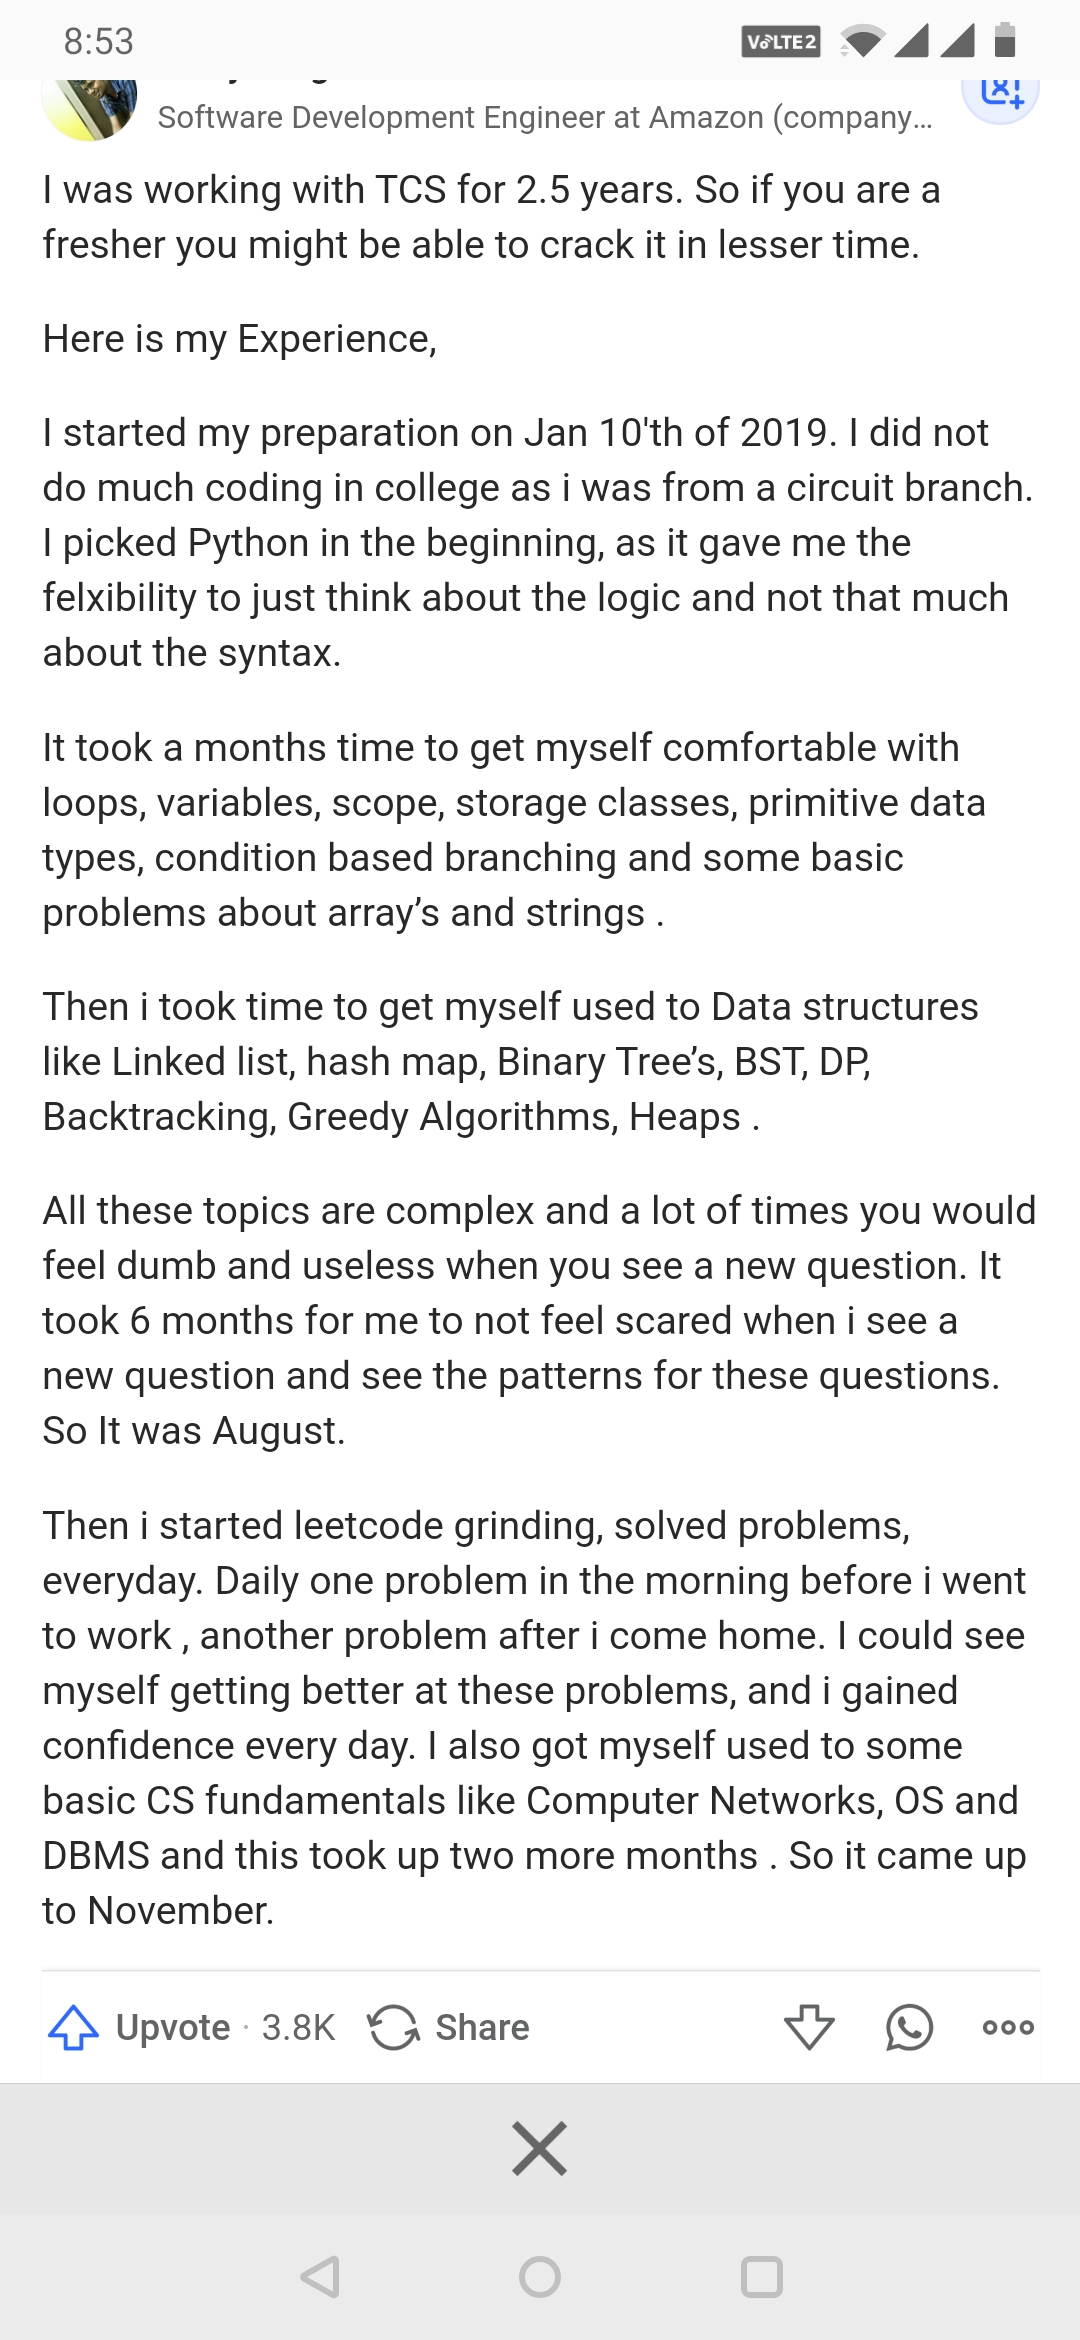 8:53
VoLTE2
Software Development Engineer at Amazon (company...
I was working with TCS for 2.5 years. So if you are a
fresher you might be able to crack it in lesser time.
Here is my Experience,
I started my preparation on Jan 10'th of 2019. I did not
do much coding in college as i was from a circuit branch.
I picked Python in the beginning, as it gave me the
felxibility to just think about the logic and not that much
about the syntax.
It took a months time to get myself comfortable with
loops, variables, scope, storage classes, primitive data
types, condition based branching and some basic
problems about array’s and strings .
Then i took time to get myself used to Data structures
like Linked list, hash map, Binary Tree’s, BST, DP,
Backtracking, Greedy Algorithms, Heaps .
All these topics are complex and a lot of times you would
feel dumb and useless when you see a new question. It
took 6 months for me to not feel scared when i see a
new question and see the patterns for these questions.
So It was August.
Then i started leetcode grinding, solved problems,
everyday. Daily one problem in the morning before i went
to work , another problem after i come home. I could see
myself getting better at these problems, and i gained
confidence every day. I also got myself used to some
basic CS fundamentals like Computer Networks, OS and
DBMS and this took up two more months . So it came up
to November.
Upvote · 3.8K Share